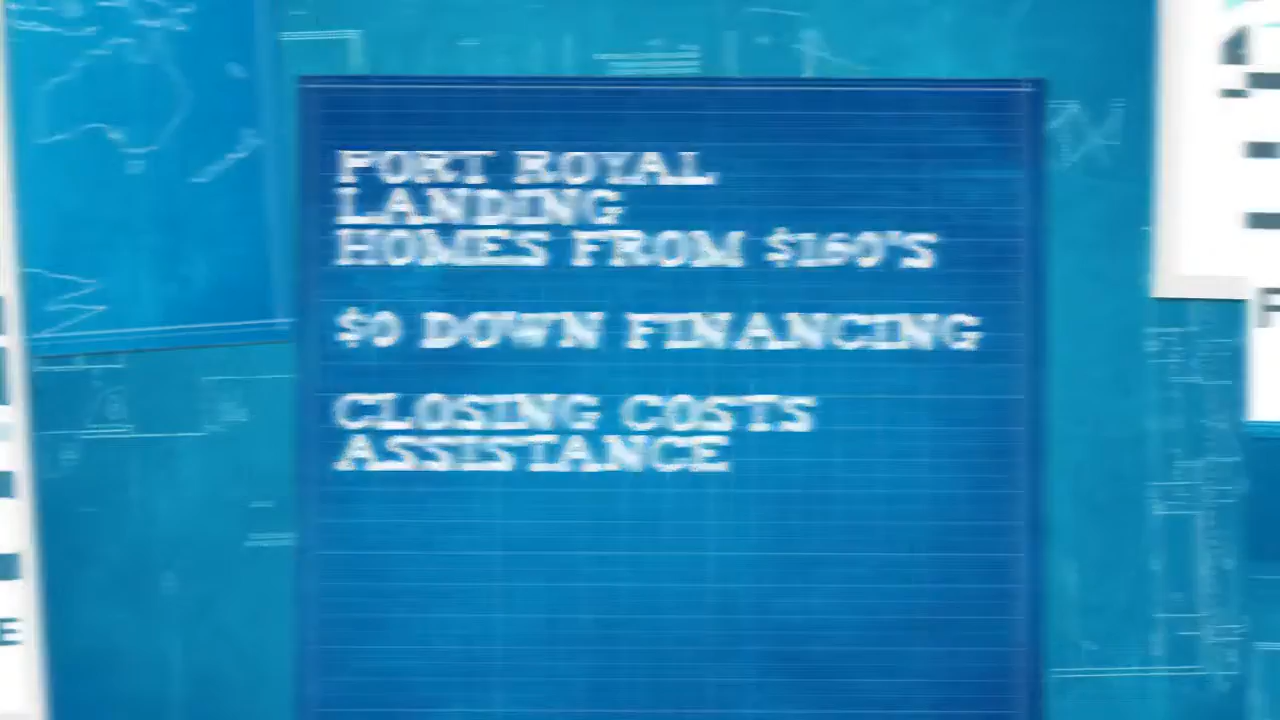 PORT ROYAL
LANDING
HOMES FROM $160'S
$0 DOWN FINANCING
CLOSING COSTS
ASSISTANCE